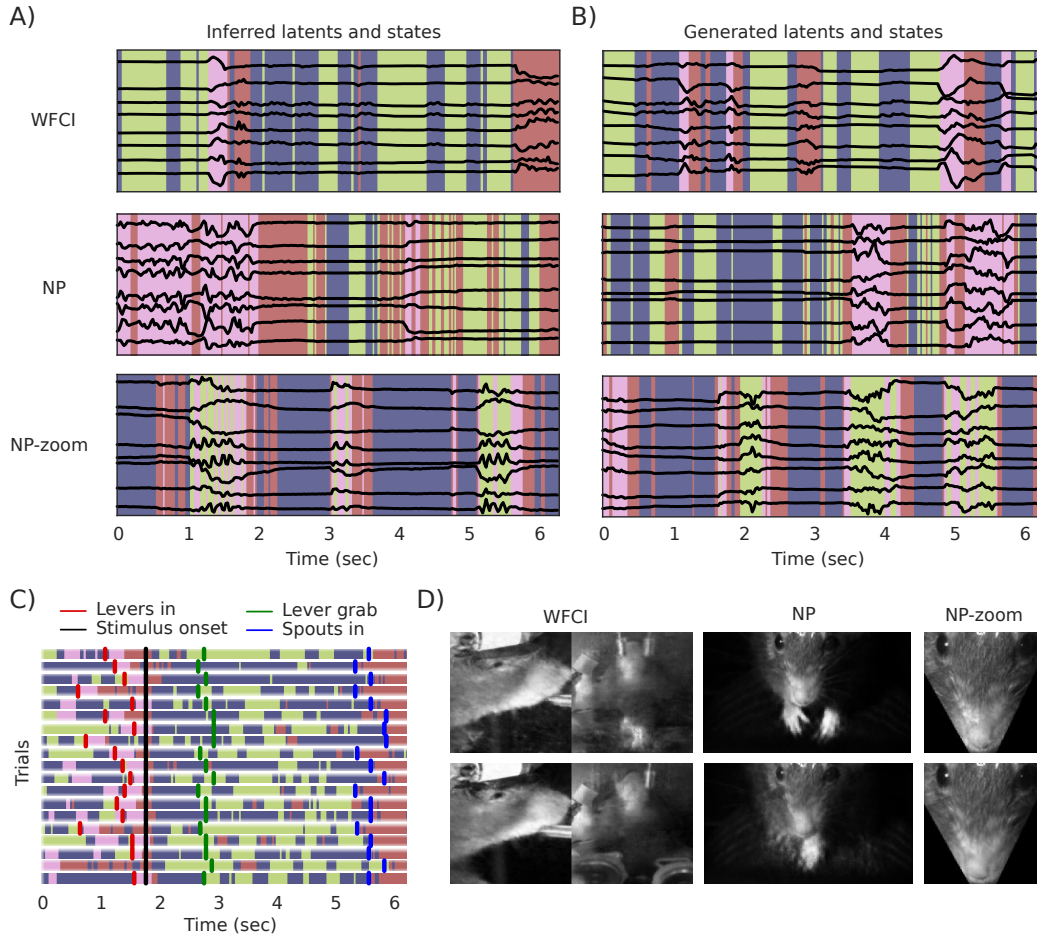 A)
Inferred latents and states
B)
Generated latents and states
WFCI
NP
NP-zoom
0 1 2 3 4 5 6
Time (sec)
0 1 2 3 4 5 6
Time (sec)
C)
Levers in
Lever grab
Stimulus onset
Spouts in
Trials
0 1 2 3 4 5 6
Time (sec)
D)
WFCI
NP
NP-zoom